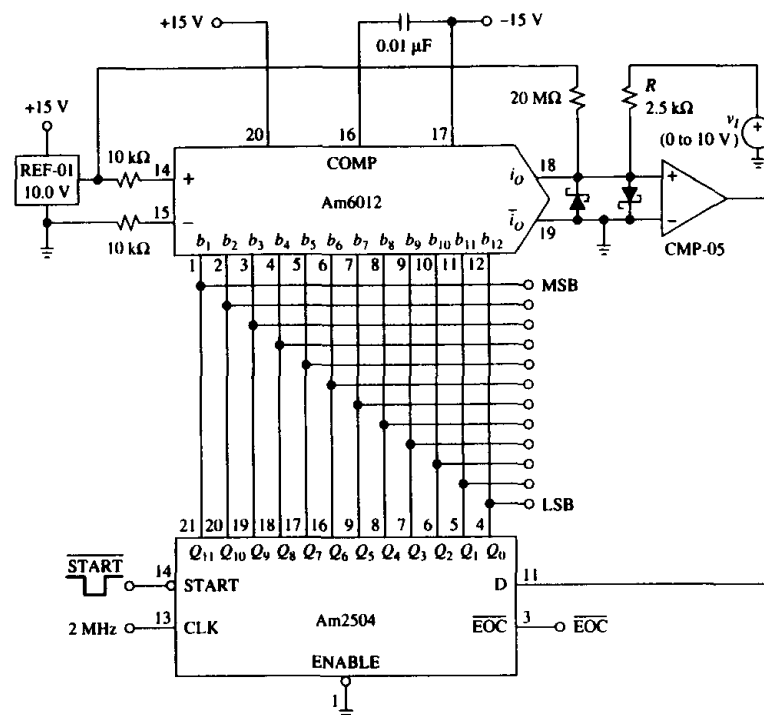 +15 V
0.01 µF
–15 V
20 MΩ
R
2.5 kΩ
v_I
(0 to 10 V)
+
+15 V
REF-01
10.0 V
10 kΩ
14
+
15
–
10 kΩ
20
16
17
COMP
Am6012
i_O
18
i̅_O
19
+
–
CMP-05
b₁ b₂ b₃ b₄ b₅ b₆ b₇ b₈ b₉ b₁₀ b₁₁ b₁₂
1 2 3 4 5 6 7 8 9 10 11 12
MSB
LSB
21 20 19 18 17 16 9 8 7 6 5 4
Q₁₁ Q₁₀ Q₉ Q₈ Q₇ Q₆ Q₅ Q₄ Q₃ Q₂ Q₁ Q₀
S̅T̅A̅R̅T̅
14
START
D
11
2 MHz
13
CLK
Am2504
E̅O̅C̅
3
E̅O̅C̅
ENABLE
1